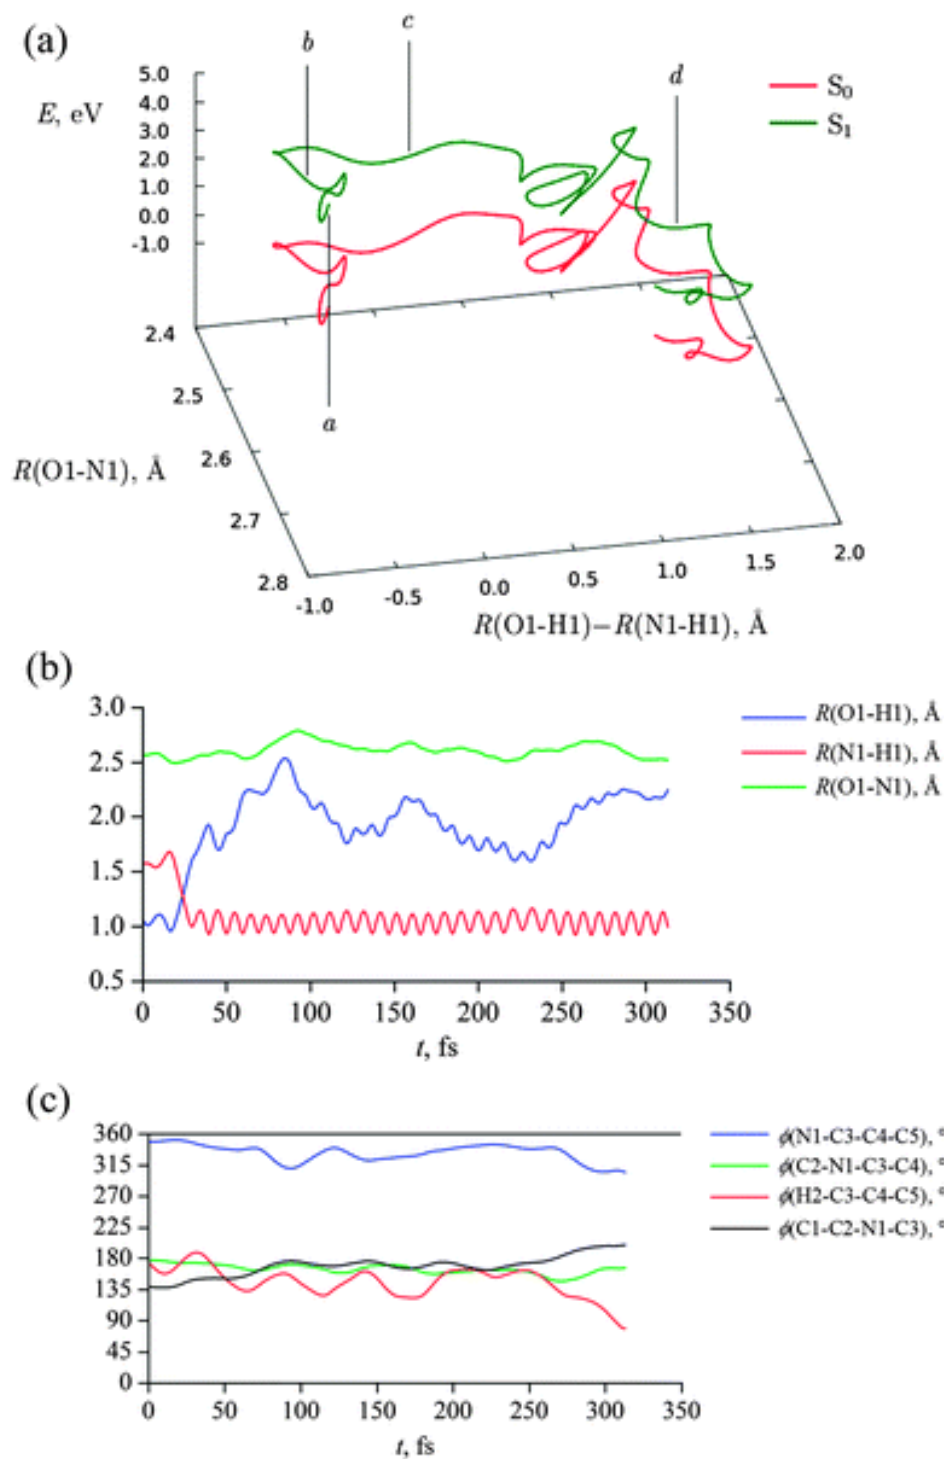 (a)
b
c
d
E, eV
5.0
4.0
3.0
2.0
1.0
0.0
-1.0
S₀
S₁
a
2.4
2.5
2.6
2.7
2.8
R(O1-N1), Å
-1.0
-0.5
0.0
0.5
1.0
1.5
2.0
R(O1-H1)−R(N1-H1), Å
(b)
3.0
2.5
2.0
1.5
1.0
0.5
0 50 100 150 200 250 300 350
t, fs
R(O1-H1), Å
R(N1-H1), Å
R(O1-N1), Å
(c)
360
315
270
225
180
135
90
45
0
0 50 100 150 200 250 300 350
t, fs
ϕ(N1-C3-C4-C5), °
ϕ(C2-N1-C3-C4), °
ϕ(H2-C3-C4-C5), °
ϕ(C1-C2-N1-C3), °